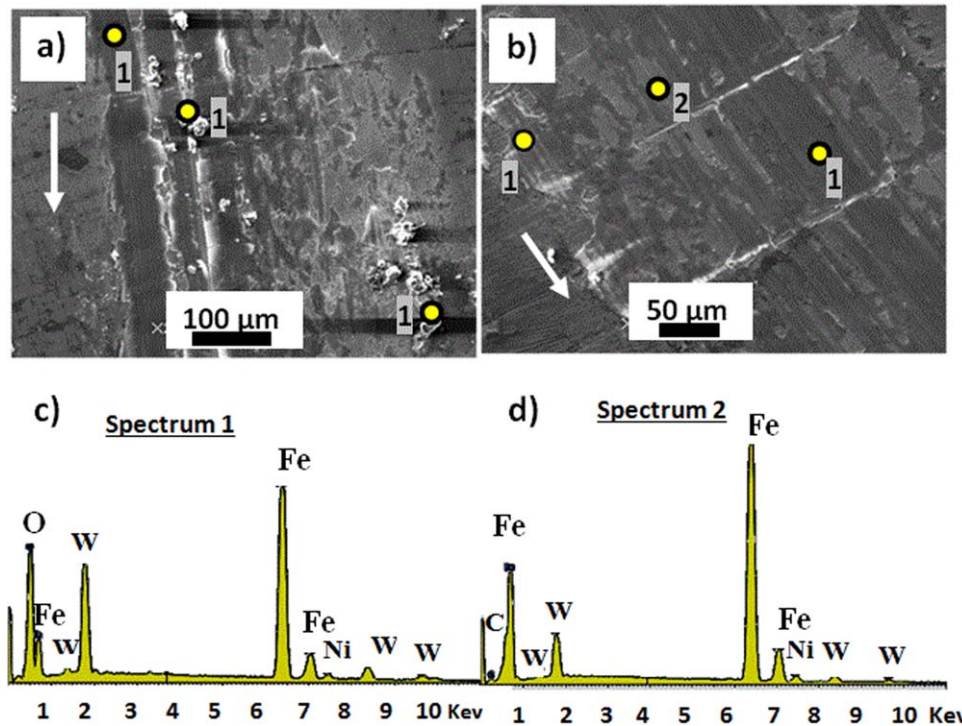 a)
1
1
1
100 μm
b)
2
1
1
50 μm
c)
Spectrum 1
O
Fe
W
W
Fe
Fe
Ni
W
W
1 2 3 4 5 6 7 8 9 10 Kev
d)
Spectrum 2
C
Fe
W
W
Fe
Fe
Ni
W
W
1 2 3 4 5 6 7 8 9 10 Kev